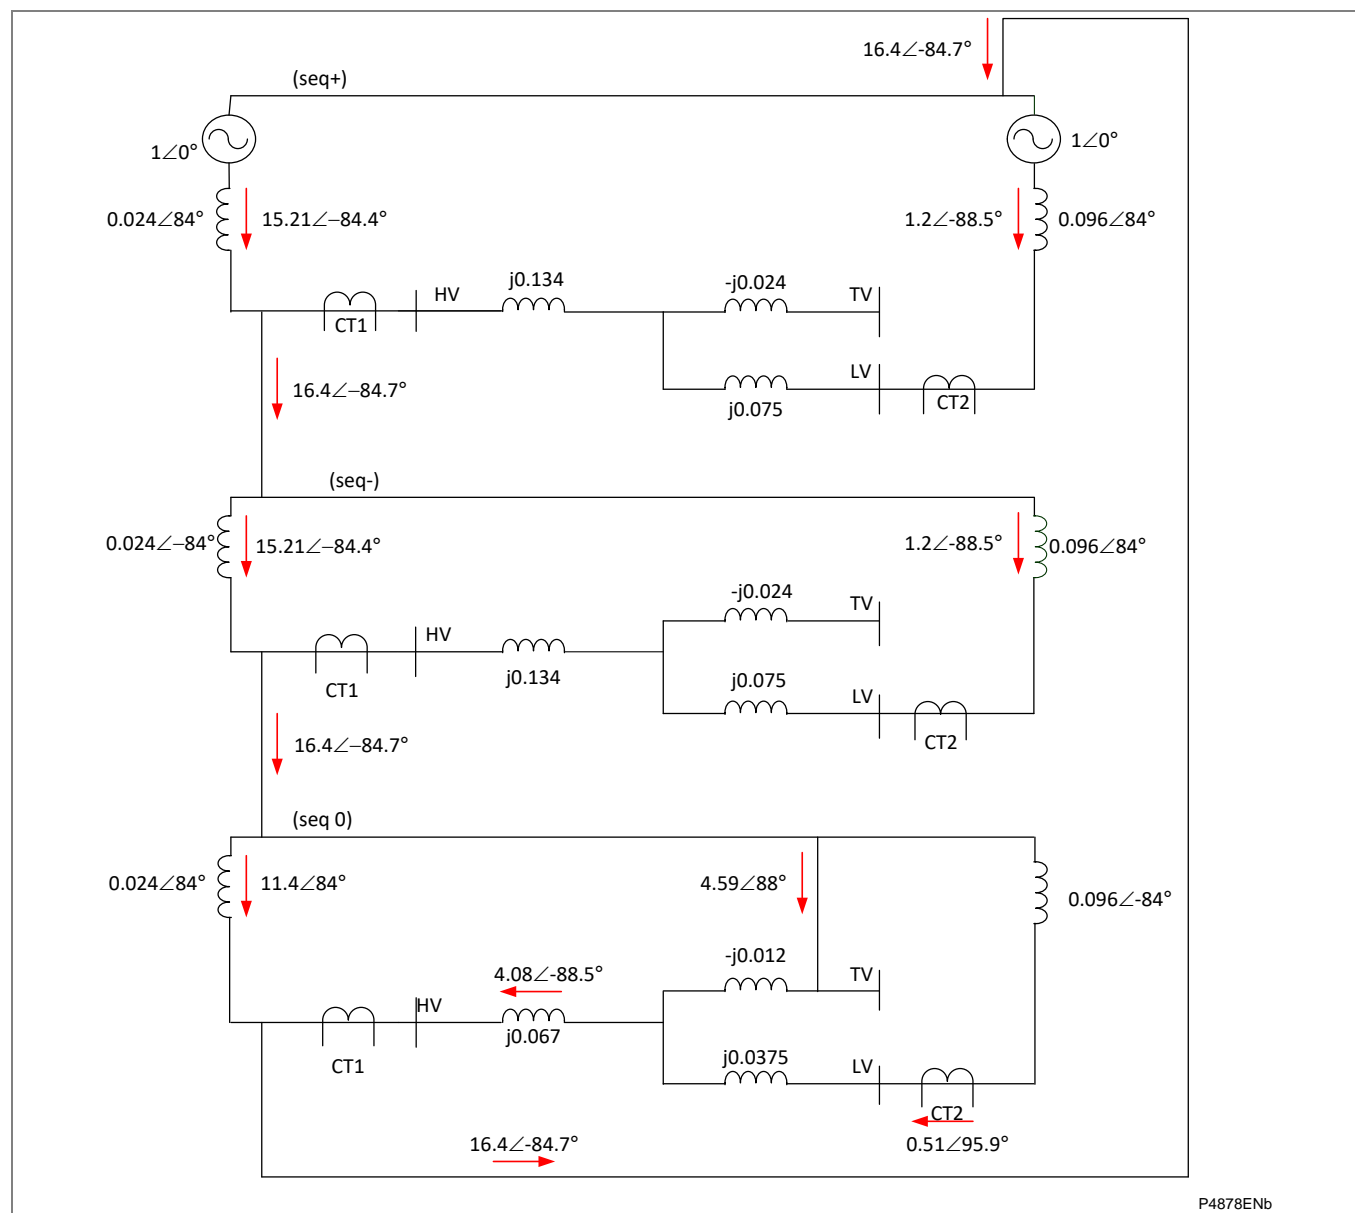 16.4∠-84.7°
(seq+)
1∠0°
1∠0°
0.024∠84°
15.21∠−84.4°
1.2∠-88.5°
0.096∠84°
j0.134
-j0.024
HV
TV
CT1
16.4∠−84.7°
LV
j0.075
CT2
(seq-)
0.024∠−84°
15.21∠−84.4°
1.2∠-88.5°
0.096∠84°
-j0.024
TV
HV
j0.134
j0.075
CT1
LV
CT2
16.4∠−84.7°
(seq 0)
0.024∠84°
11.4∠84°
4.59∠88°
0.096∠-84°
-j0.012
4.08∠-88.5°
TV
HV
j0.067
CT1
j0.0375
LV
CT2
16.4∠-84.7°
0.51∠95.9°
P4878ENb